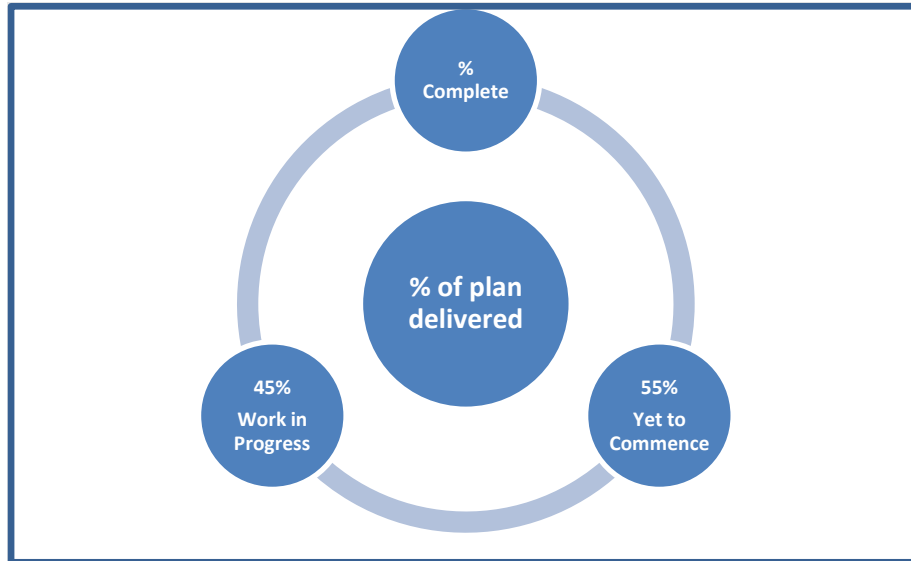 %
Complete
% of plan
delivered
45%
Work in
Progress
55%
Yet to
Commence